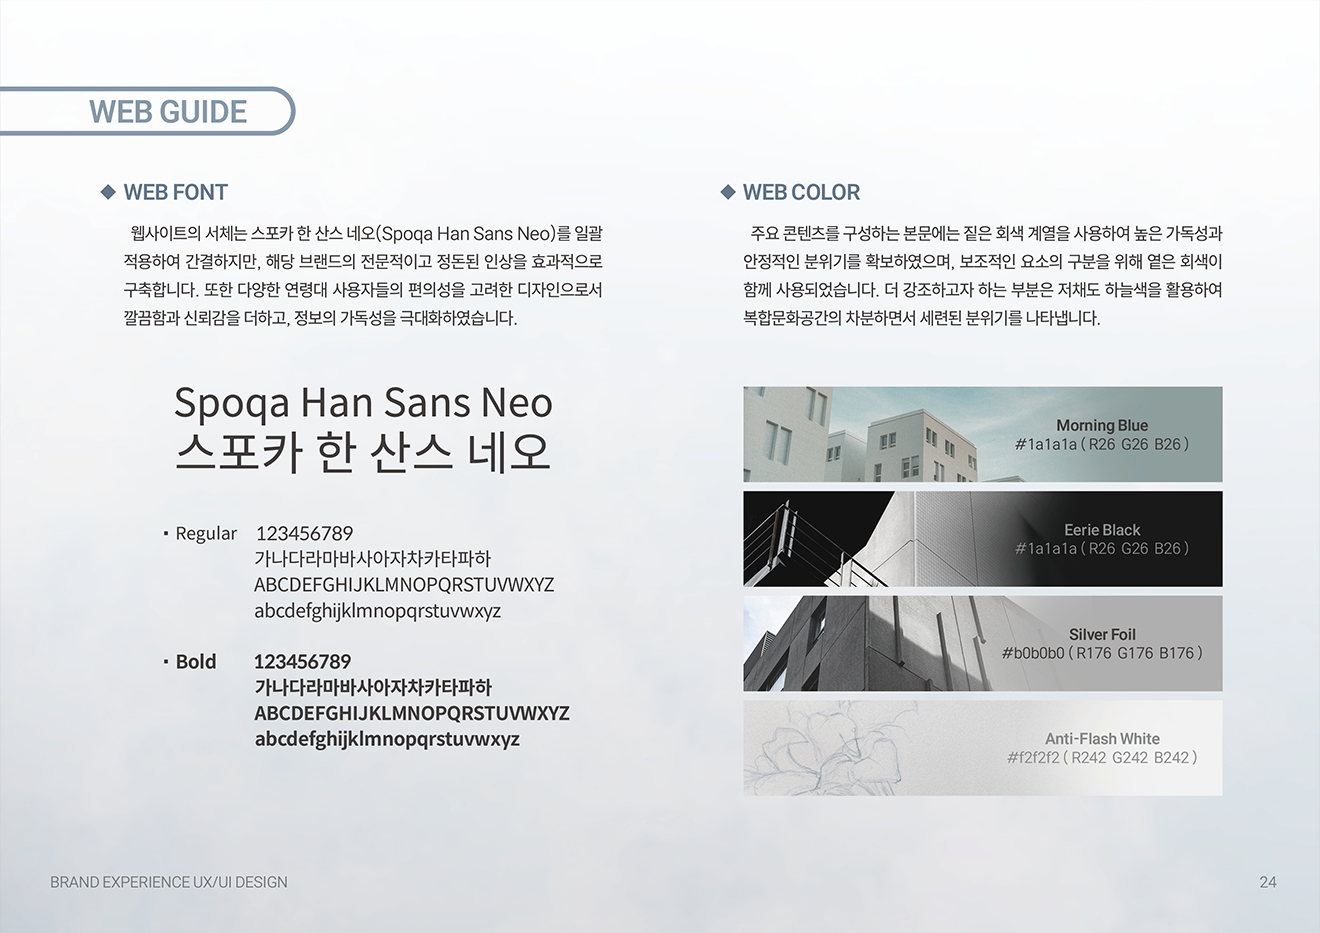 WEB GUIDE
WEB FONT
웹사이트의 서체는 스포카 한 산스 네오(Spoqa Han Sans Neo)를 일괄
적용하여 간결하지만, 해당 브랜드의 전문적이고 정돈된 인상을 효과적으로
구축합니다. 또한 다양한 연령대 사용자들의 편의성을 고려한 디자인으로서
깔끔함과 신뢰감을 더하고, 정보의 가독성을 극대화하였습니다.
Spoqa Han Sans Neo
스포카 한 산스 네오
· Regular 123456789
가나다라마바사아자차카타파하
ABCDEFGHIJKLMNOPQRSTUVWXYZ
abcdefghijklmnopqrstuvwxyz
· Bold 123456789
가나다라마바사아자차카타파하
ABCDEFGHIJKLMNOPQRSTUVWXYZ
abcdefghijklmnopqrstuvwxyz
WEB COLOR
주요 콘텐츠를 구성하는 본문에는 짙은 회색 계열을 사용하여 높은 가독성과
안정적인 분위기를 확보하였으며, 보조적인 요소의 구분을 위해 옅은 회색이
함께 사용되었습니다. 더 강조하고자 하는 부분은 저채도 하늘색을 활용하여
복합문화공간의 차분하면서 세련된 분위기를 나타냅니다.
Morning Blue
#1a1a1a ( R26 G26 B26 )
Eerie Black
#1a1a1a ( R26 G26 B26 )
Silver Foil
#b0b0b0 ( R176 G176 B176 )
Anti-Flash White
#f2f2f2 ( R242 G242 B242 )
BRAND EXPERIENCE UX/UI DESIGN
24